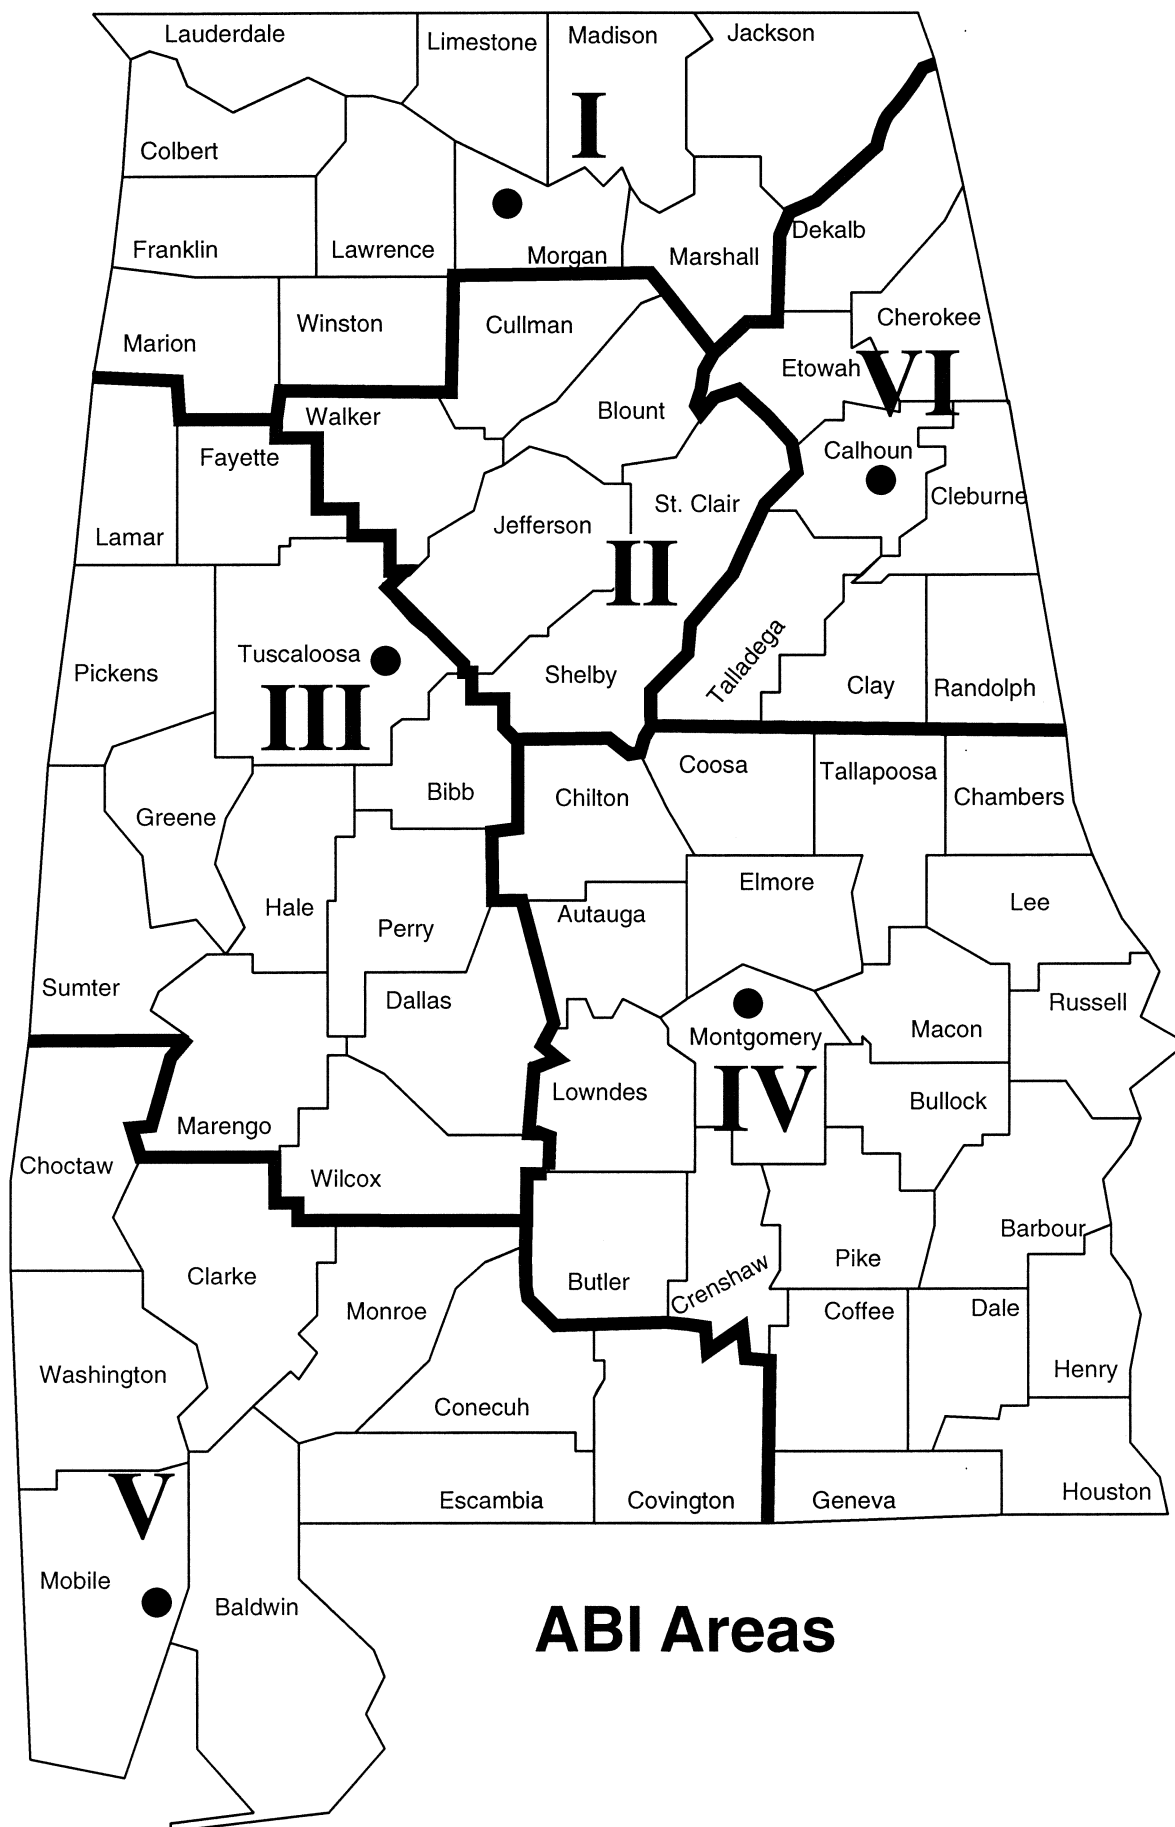 Lauderdale
Limestone
Madison
Jackson
I
Colbert
Franklin
Lawrence
Morgan
Marshall
Dekalb
Marion
Winston
Cullman
Cherokee
Etowah
VI
Walker
Blount
Fayette
Calhoun
Lamar
Jefferson
St. Clair
Cleburne
II
Pickens
Tuscaloosa
Shelby
Talladega
Clay
Randolph
III
Greene
Bibb
Chilton
Coosa
Tallapoosa
Chambers
Hale
Perry
Autauga
Elmore
Lee
Sumter
Dallas
Montgomery
Macon
Russell
Lowndes
IV
Bullock
Marengo
Choctaw
Wilcox
Clarke
Monroe
Butler
Crenshaw
Pike
Barbour
Coffee
Dale
Washington
Conecuh
Henry
V
Escambia
Covington
Geneva
Houston
Mobile
Baldwin
ABI Areas